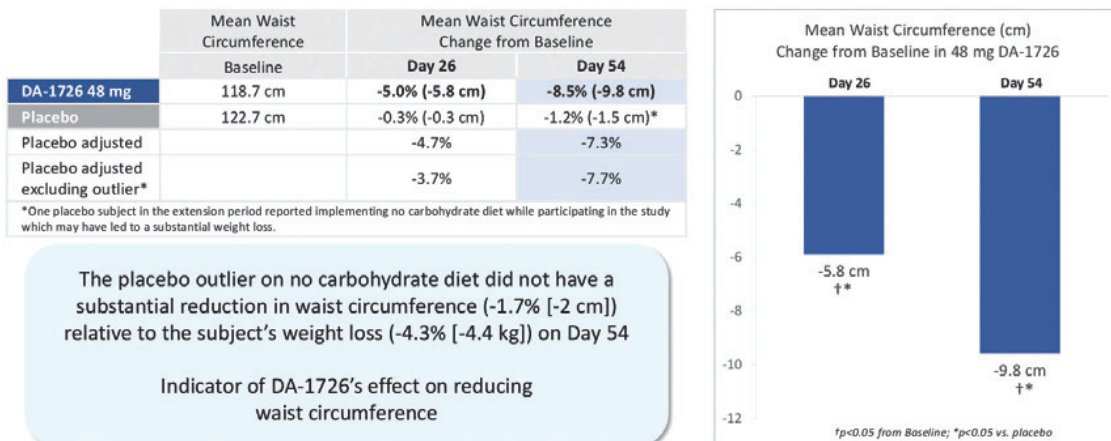 Mean Waist Circumference
Mean Waist Circumference Change from Baseline
Baseline Day 26 Day 54
DA-1726 48 mg 118.7 cm -5.0% (-5.8 cm) -8.5% (-9.8 cm)
Placebo 122.7 cm -0.3% (-0.3 cm) -1.2% (-1.5 cm)*
Placebo adjusted -4.7% -7.3%
Placebo adjusted
excluding outlier* -3.7% -7.7%
*One placebo subject in the extension period reported implementing no carbohydrate diet while participating in the study
which may have led to a substantial weight loss.
The placebo outlier on no carbohydrate diet did not have a
substantial reduction in waist circumference (-1.7% [-2 cm])
relative to the subject's weight loss (-4.3% [-4.4 kg]) on Day 54
Indicator of DA-1726's effect on reducing
waist circumference
Mean Waist Circumference (cm)
Change from Baseline in 48 mg DA-1726
Day 26 Day 54
0
-2
-4
-6
-8
-10
-12
-5.8 cm
†*
-9.8 cm
†*
†p<0.05 from Baseline; *p<0.05 vs. placebo